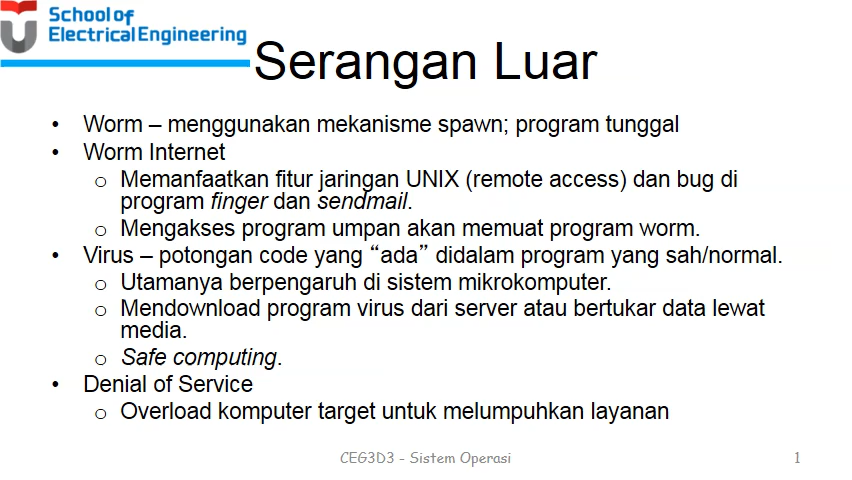 School of
Electrical Engineering
Serangan Luar
• Worm – menggunakan mekanisme spawn; program tunggal
• Worm Internet
o Memanfaatkan fitur jaringan UNIX (remote access) dan bug di
program finger dan sendmail.
o Mengakses program umpan akan memuat program worm.
• Virus – potongan code yang “ada” didalam program yang sah/normal.
o Utamanya berpengaruh di sistem mikrokomputer.
o Mendownload program virus dari server atau bertukar data lewat
media.
o Safe computing.
• Denial of Service
o Overload komputer target untuk melumpuhkan layanan
CEG3D3 - Sistem Operasi
1